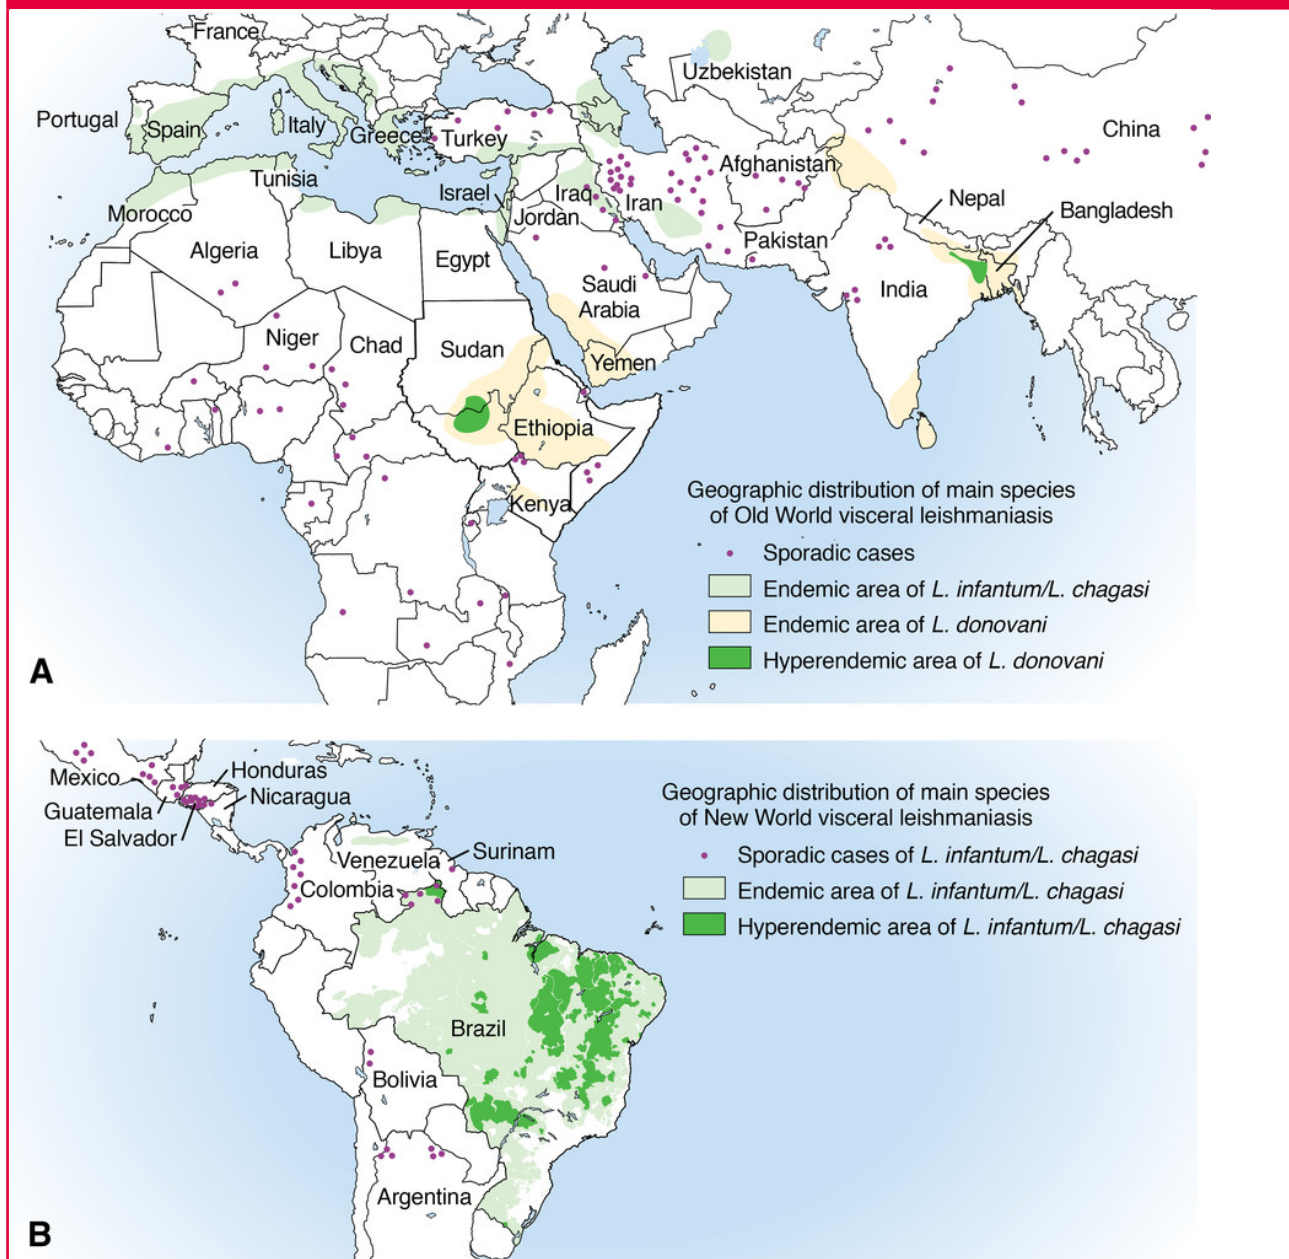 France
Uzbekistan
Portugal
Spain
Italy
Greece
Turkey
China
Afghanistan
Tunisia
Israel
Iraq
Iran
Nepal
Bangladesh
Morocco
Jordan
Algeria
Libya
Egypt
Pakistan
India
Saudi
Arabia
Niger
Chad
Sudan
Yemen
Ethiopia
Kenya
Geographic distribution of main species
of Old World visceral leishmaniasis
Sporadic cases
Endemic area of L. infantum/L. chagasi
Endemic area of L. donovani
Hyperendemic area of L. donovani
A
Mexico
Honduras
Nicaragua
Guatemala
El Salvador
Venezuela
Surinam
Colombia
Brazil
Bolivia
Argentina
Geographic distribution of main species
of New World visceral leishmaniasis
Sporadic cases of L. infantum/L. chagasi
Endemic area of L. infantum/L. chagasi
Hyperendemic area of L. infantum/L. chagasi
B